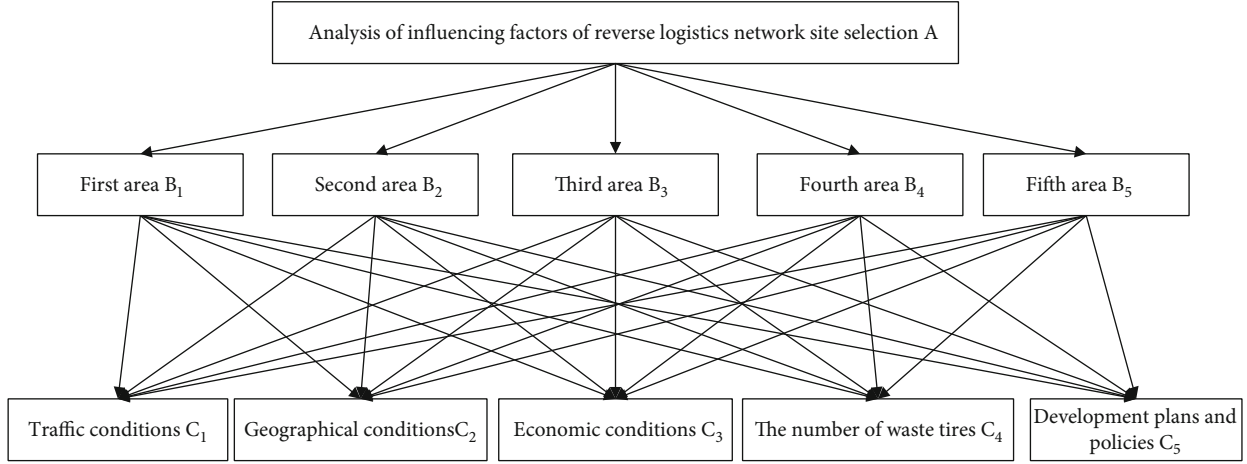 Analysis of influencing factors of reverse logistics network site selection A
First area B₁
Second area B₂
Third area B₃
Fourth area B₄
Fifth area B₅
Traffic conditions C₁
Geographical conditionsC₂
Economic conditions C₃
The number of waste tires C₄
Development plans and
policies C₅